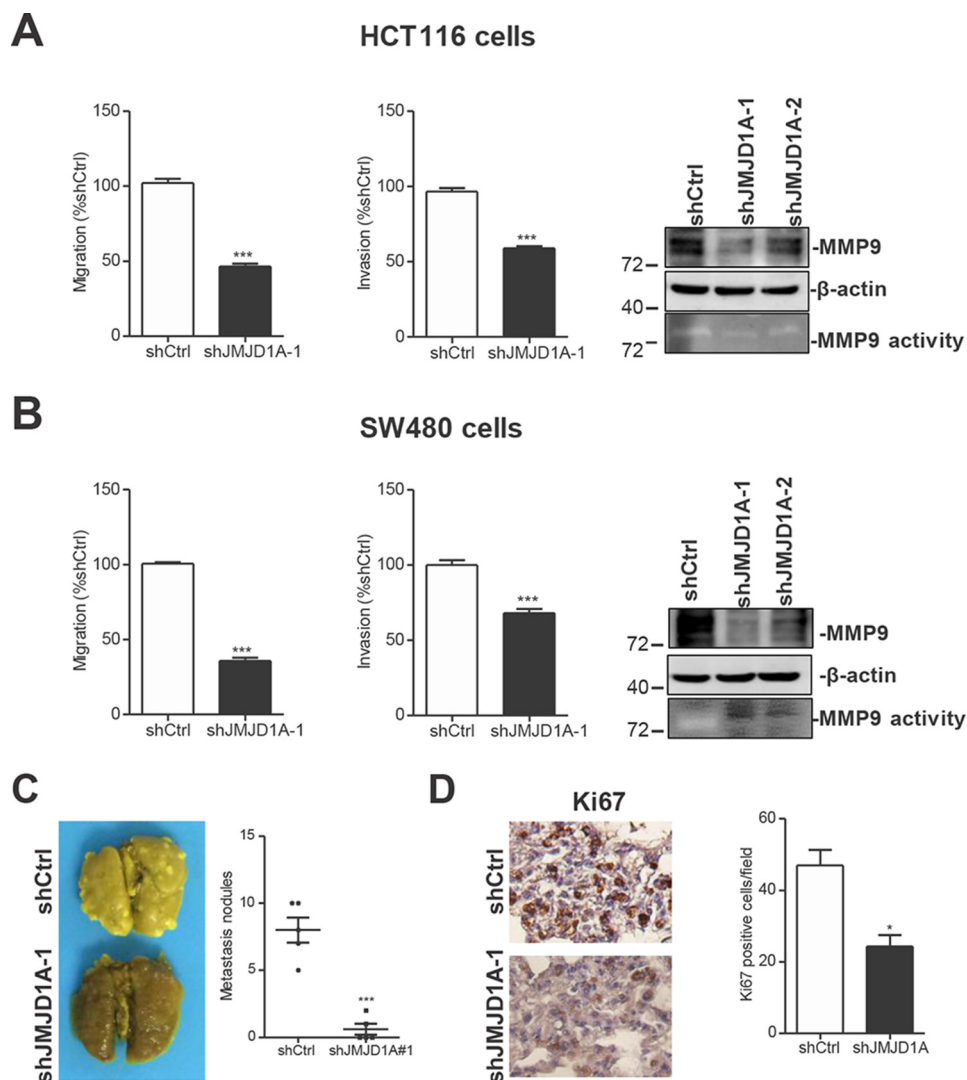 A
HCT116 cells
Migration (%shCtrl)
150
100
50
0
***
shCtrl
shJMJD1A-1
Invasion (%shCtrl)
150
100
50
0
***
shCtrl
shJMJD1A-1
shCtrl
shJMJD1A-1
shJMJD1A-2
-MMP9
72
-β-actin
40
-MMP9 activity
72
B
SW480 cells
Migration (%shCtrl)
150
100
50
0
***
shCtrl
shJMJD1A-1
Invasion (%shCtrl)
150
100
50
0
***
shCtrl
shJMJD1A-1
shCtrl
shJMJD1A-1
shJMJD1A-2
-MMP9
72
-β-actin
40
-MMP9 activity
72
C
shCtrl
shJMJD1A-1
Metastasis nodules
15
10
5
0
***
shCtrl
shJMJD1A#1
D
Ki67
shCtrl
shJMJD1A-1
Ki67 positive cells/field
60
40
20
0
*
shCtrl
shJMJD1A